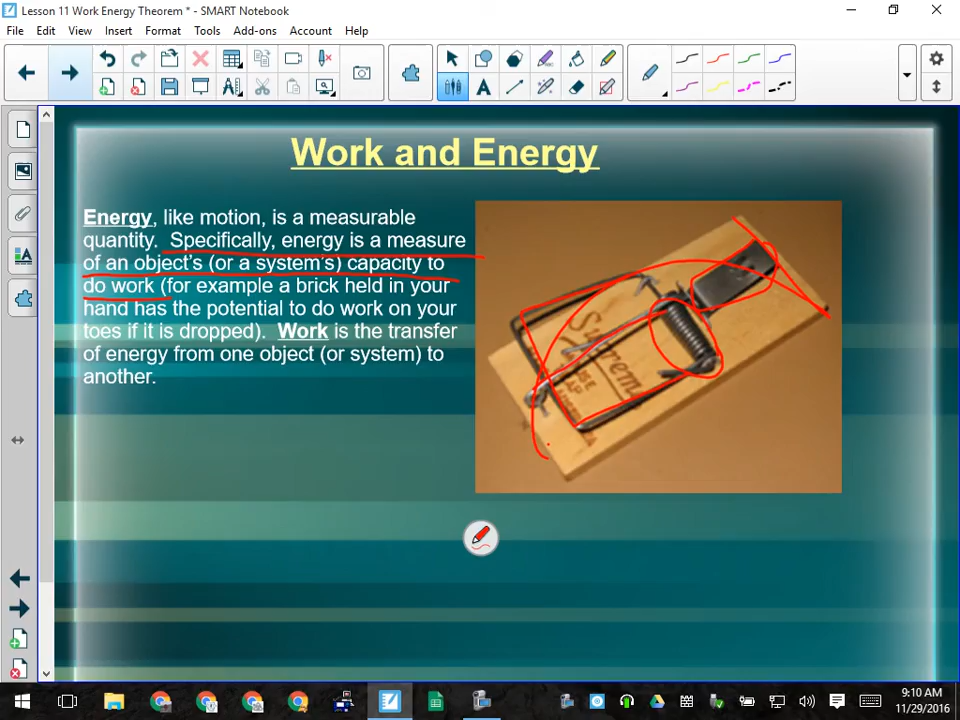 Lesson 11 Work Energy Theorem * - SMART Notebook
File Edit View Insert Format Tools Add-ons Account Help
Work and Energy
Energy, like motion, is a measurable
quantity. Specifically, energy is a measure
of an object's (or a system's) capacity to
do work (for example a brick held in your
hand has the potential to do work on your
toes if it is dropped). Work is the transfer
of energy from one object (or system) to
another.
Supreme
9:10 AM
11/29/2016